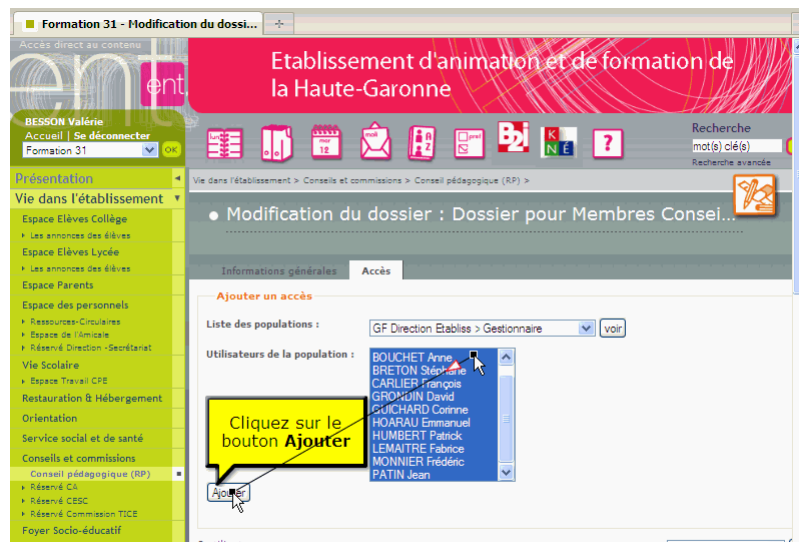 Formation 31 - Modification du dossi...
Accès direct au contenu
ent.
Etablissement d'animation et de formation de
la Haute-Garonne
BESSON Valérie
Accueil | Se déconnecter
Formation 31
OK
lun
mar
12
mail
A
Z
pref
B2i
K
N É
?
Recherche
mot(s) clé(s)
Recherche avancée
Présentation
Vie dans l'établissement
Espace Elèves Collège
Les annonces des élèves
Espace Elèves Lycée
Les annonces des élèves
Espace Parents
Espace des personnels
Ressources-Circulaires
Espace de l'Amicale
Réservé Direction -Secrétariat
Vie Scolaire
Espace Travail CPE
Restauration & Hébergement
Orientation
Service social et de santé
Conseils et commissions
Conseil pédagogique (RP)
Réservé CA
Réservé CESC
Réservé Commission TICE
Foyer Socio-éducatif
Vie dans l'établissement > Conseils et commissions > Conseil pédagogique (RP) >
Modification du dossier : Dossier pour Membres Consei...
Informations générales
Accès
Ajouter un accès
Liste des populations :
GF Direction Etabliss > Gestionnaire
voir
Utilisateurs de la population :
BOUCHET Anne
BRETON Stéphane
CARLIER François
GRONDIN David
GUICHARD Corinne
HOARAU Emmanuel
HUMBERT Patrick
LEMAITRE Fabrice
MONNIER Frédéric
PATIN Jean
Cliquez sur le
bouton Ajouter
Ajouter